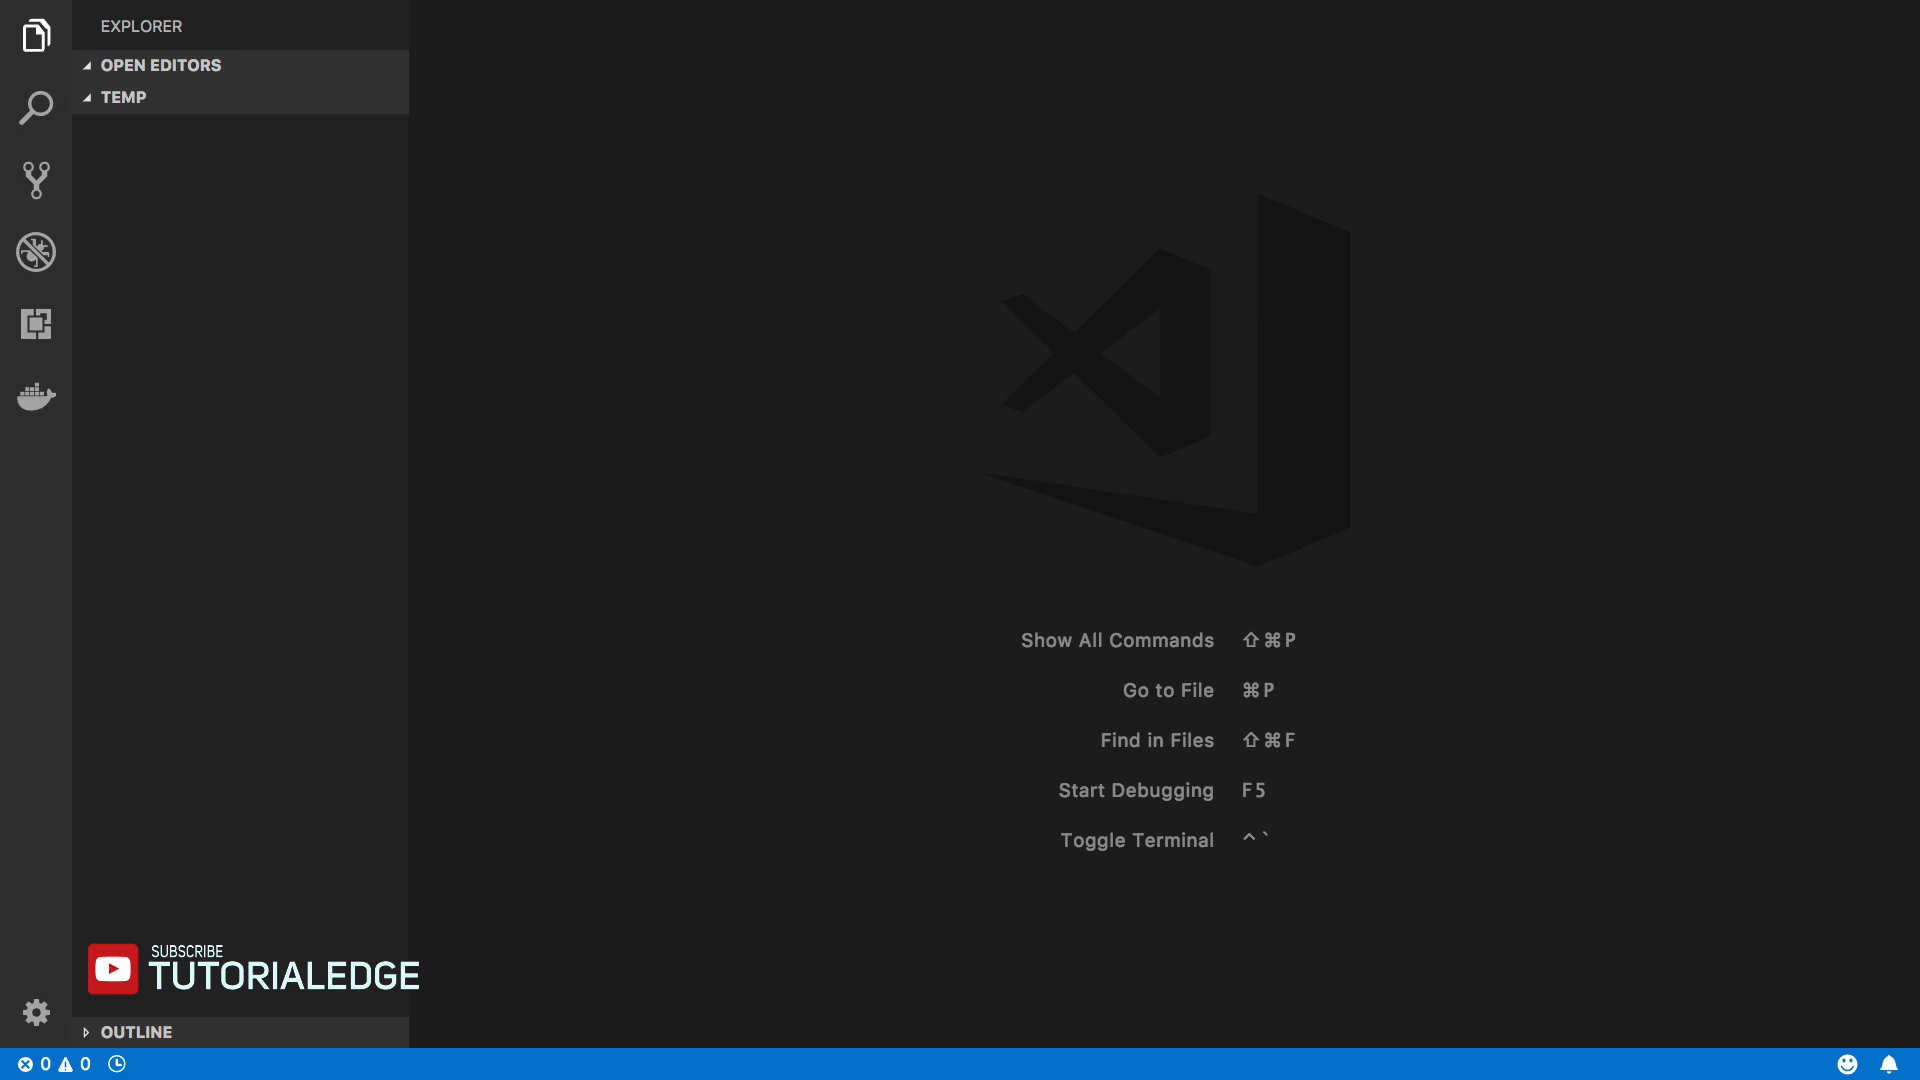 EXPLORER
OPEN EDITORS
TEMP
Show All Commands ⇧⌘P
Go to File ⌘P
Find in Files ⇧⌘F
Start Debugging F5
Toggle Terminal ^`
SUBSCRIBE
TUTORIALEDGE
OUTLINE
0 0